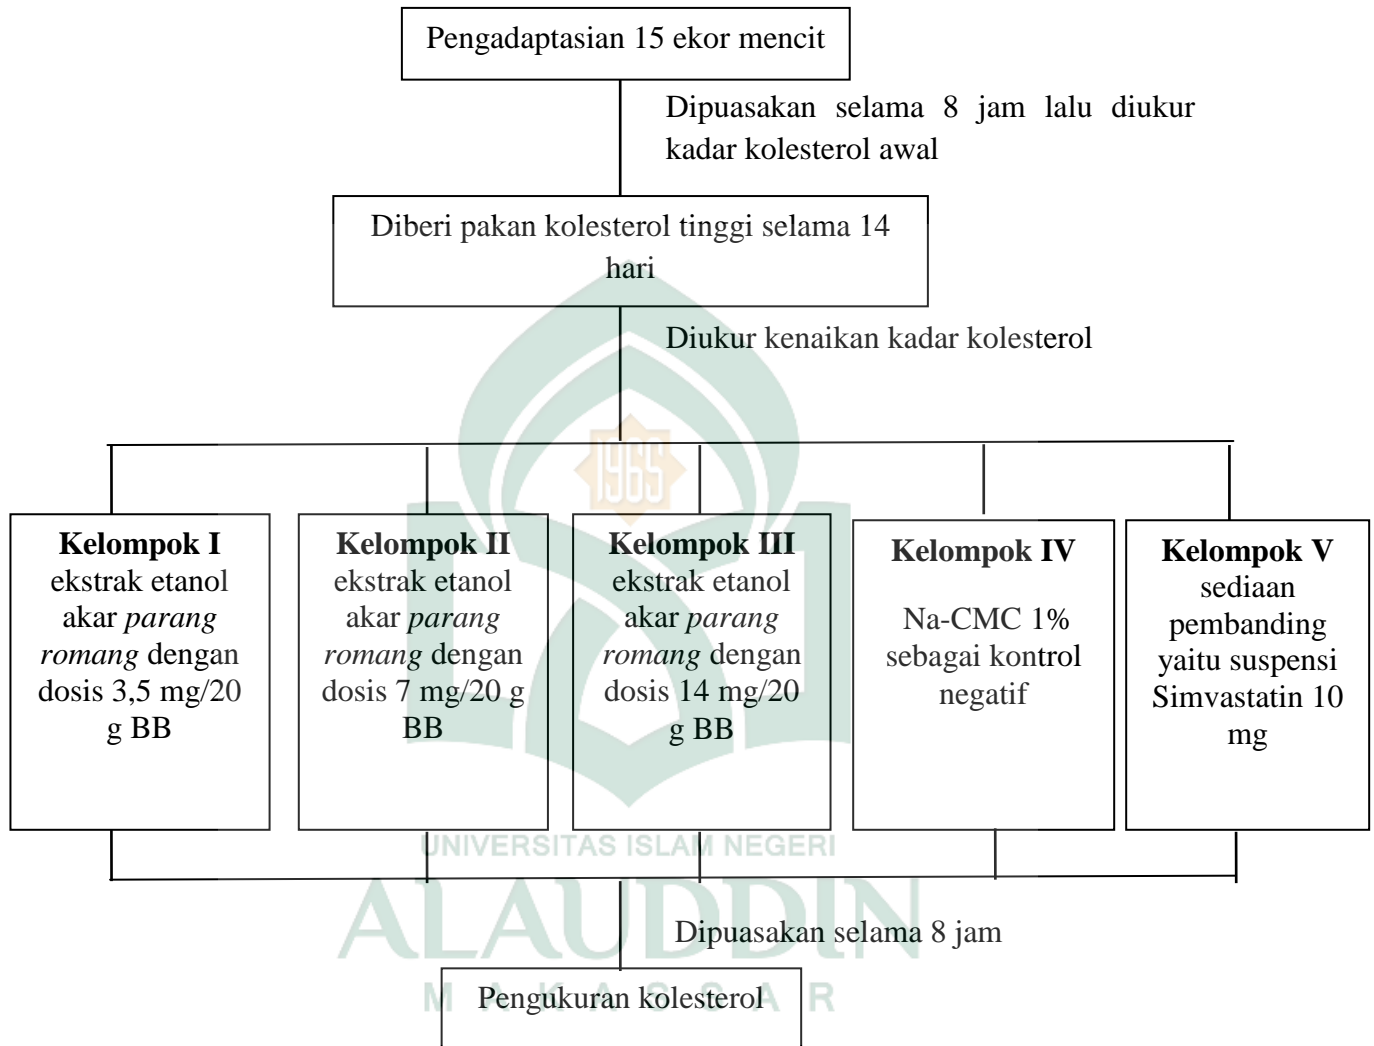 Pengadaptasian 15 ekor mencit
Dipuasakan selama 8 jam lalu diukur
kadar kolesterol awal
Diberi pakan kolesterol tinggi selama 14
hari
Diukur kenaikan kadar kolesterol
1965
Kelompok I
ekstrak etanol
akar parang
romang dengan
dosis 3,5 mg/20
g BB
Kelompok II
ekstrak etanol
akar parang
romang dengan
dosis 7 mg/20 g
BB
Kelompok III
ekstrak etanol
akar parang
romang dengan
dosis 14 mg/20
g BB
Kelompok IV
Na-CMC 1%
sebagai kontrol
negatif
Kelompok V
sediaan
pembanding
yaitu suspensi
Simvastatin 10
mg
UNIVERSITAS ISLAM NEGERI
ALAUDDIN
MAKASSAR
Dipuasakan selama 8 jam
Pengukuran kolesterol